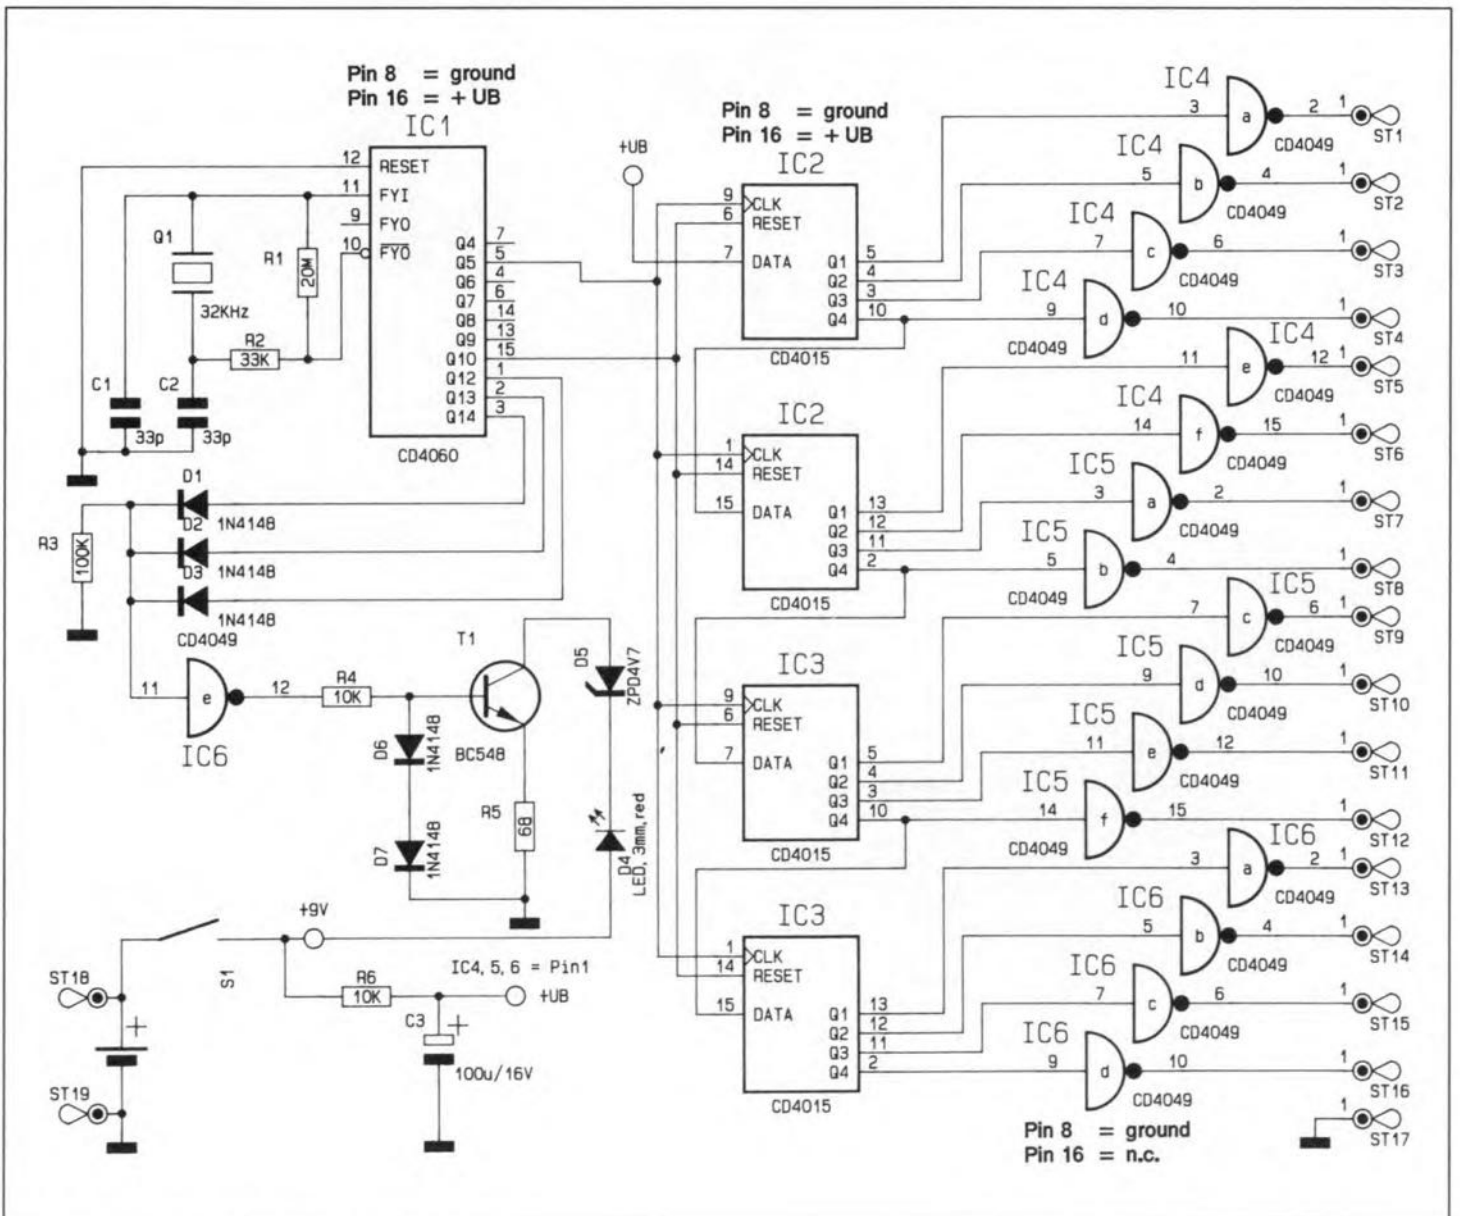 Pin 8 = ground
Pin 16 = + UB
IC1
12 RESET
11 FYI
9 FYO
10 FYO
Q4 7
Q5 5
Q6 4
Q7 6
Q8 14
Q9 13
Q10 15
Q12 1
Q13 2
Q14 3
CD4060
Q1
32KHz
R1
20M
R2
33K
C1
33p
C2
33p
D1
1N4148
D2
1N4148
D3
1N4148
R3
100K
CD4049
11 e 12
IC6
R4
10K
T1
BC548
D6
1N4148
D7
1N4148
R5
68
D5
ZPD4V7
D4
LED, 3mm, red
+9V
S1
ST18
+
ST19
R6
10K
IC4, 5, 6 = Pin1
+UB
C3
+
100u/16V
+UB
Pin 8 = ground
Pin 16 = + UB
IC2
9 CLK
6 RESET
7 DATA
Q1 5
Q2 4
Q3 3
Q4 10
CD4015
IC2
1 CLK
14 RESET
15 DATA
Q1 13
Q2 12
Q3 11
Q4 2
CD4015
IC3
9 CLK
6 RESET
7 DATA
Q1 5
Q2 4
Q3 3
Q4 10
CD4015
IC3
1 CLK
14 RESET
15 DATA
Q1 13
Q2 12
Q3 11
Q4 2
CD4015
IC4
3 a 2 1
CD4049 ST1
IC4
5 b 4 1
CD4049 ST2
IC4
7 c 6 1
CD4049 ST3
IC4
9 d 10 1
CD4049 ST4
IC4
11 e 12 1
CD4049 ST5
IC4
14 f 15 1
CD4049 ST6
IC5
3 a 2 1
CD4049 ST7
IC5
5 b 4 1
CD4049 ST8
IC5
7 c 6 1
CD4049 ST9
IC5
9 d 10 1
CD4049 ST10
IC5
11 e 12 1
CD4049 ST11
IC5
14 f 15 1
CD4049 ST12
IC6
3 a 2 1
CD4049 ST13
IC6
5 b 4 1
CD4049 ST14
IC6
7 c 6 1
CD4049 ST15
IC6
9 d 10 1
CD4049 ST16
1
ST17
Pin 8 = ground
Pin 16 = n.c.